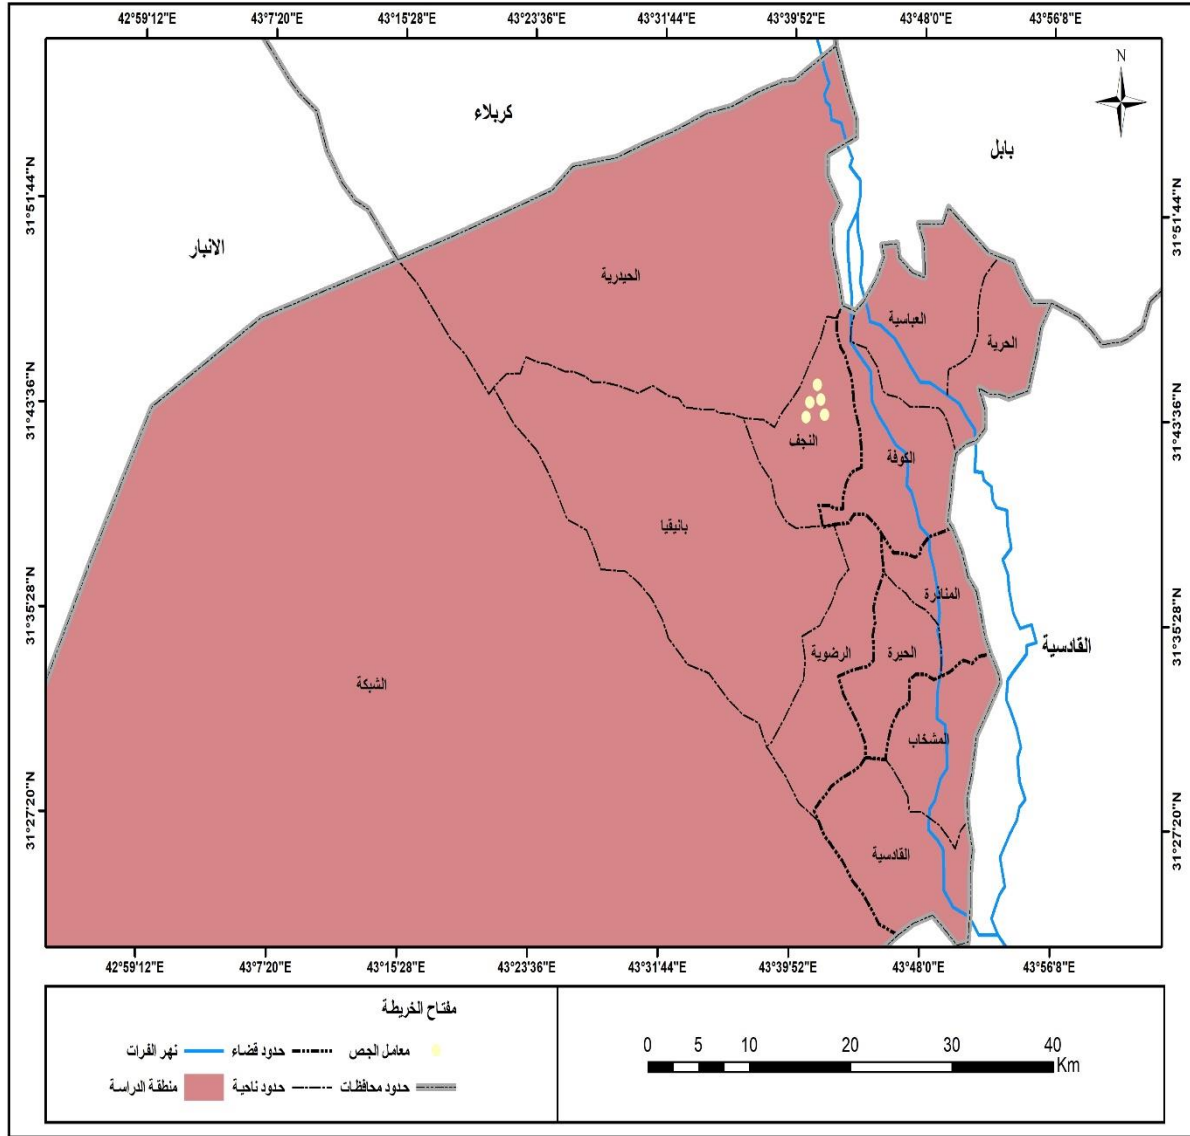 42°59'12"E 43°7'20"E 43°15'28"E 43°23'36"E 43°31'44"E 43°39'52"E 43°48'0"E 43°56'8"E
N
كربلاء
بابل
31°51'44"N
31°51'44"N
الانبار
الحيدرية
العباسية
الحرية
31°43'36"N
31°43'36"N
النجف
الكوفة
بانيقيا
المناذرة
31°35'28"N
31°35'28"N
القادسية
الحيرة
الرضوية
الشبكة
المشخاب
31°27'20"N
31°27'20"N
القادسية
42°59'12"E 43°7'20"E 43°15'28"E 43°23'36"E 43°31'44"E 43°39'52"E 43°48'0"E 43°56'8"E
مفتاح الخريطة
معامل الجص حدود قضاء نهر الفرات
حدود محافظات حدود ناحية منطقة الدراسة
0 5 10 20 30 40
Km